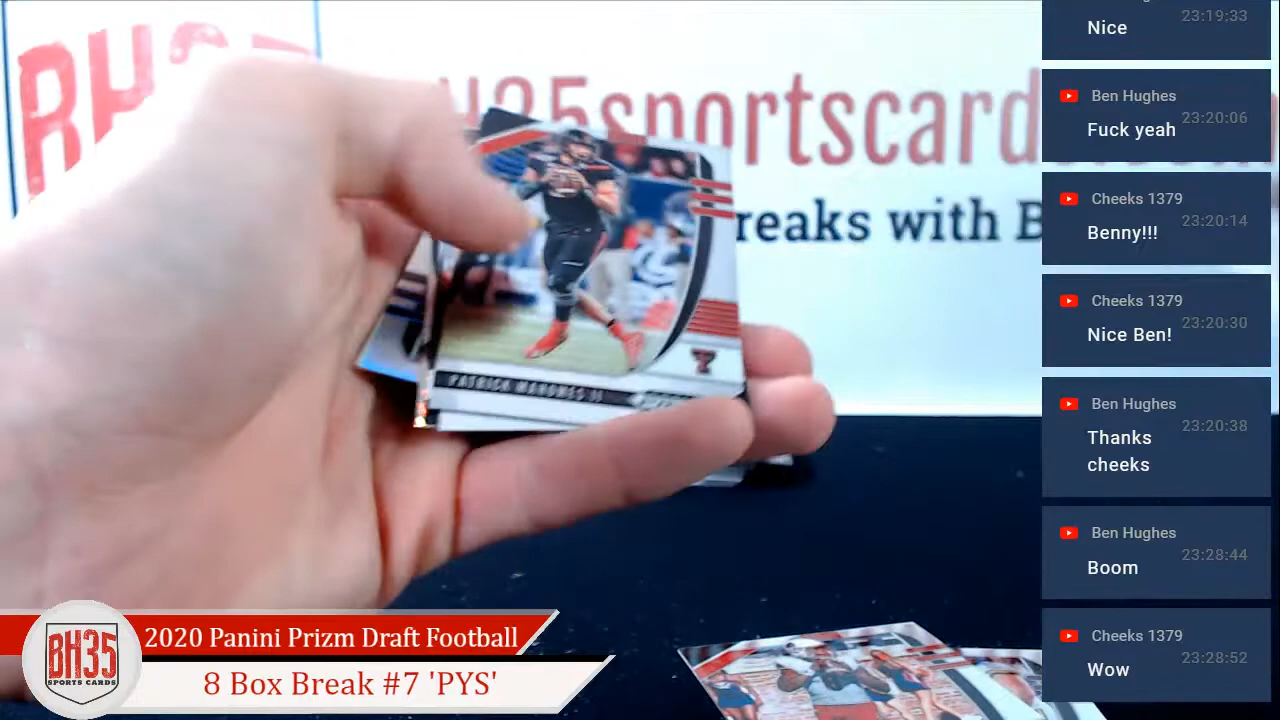 BH35
H35sportscard
reaks with B
PATRICK MAHOMES II
23:19:33
Nice
Ben Hughes
23:20:06
Fuck yeah
Cheeks 1379
23:20:14
Benny!!!
Cheeks 1379
23:20:30
Nice Ben!
Ben Hughes
23:20:38
Thanks
cheeks
Ben Hughes
23:28:44
Boom
Cheeks 1379
23:28:52
Wow
BH35
SPORTS CARDS
2020 Panini Prizm Draft Football
8 Box Break #7 'PYS'